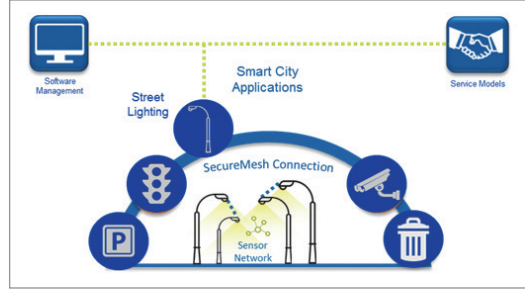 Software
Management
Smart City
Applications
Service Models
Street
Lighting
SecureMesh Connection
P
Sensor
Network